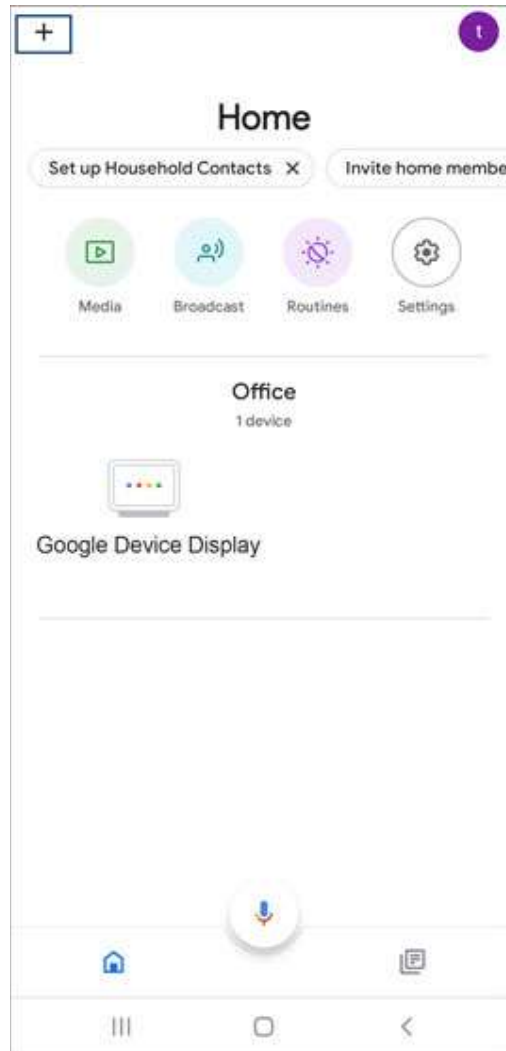 +
t
Home
Set up Household Contacts X
Invite home membe
Media
Broadcast
Routines
Settings
Office
1 device
Google Device Display